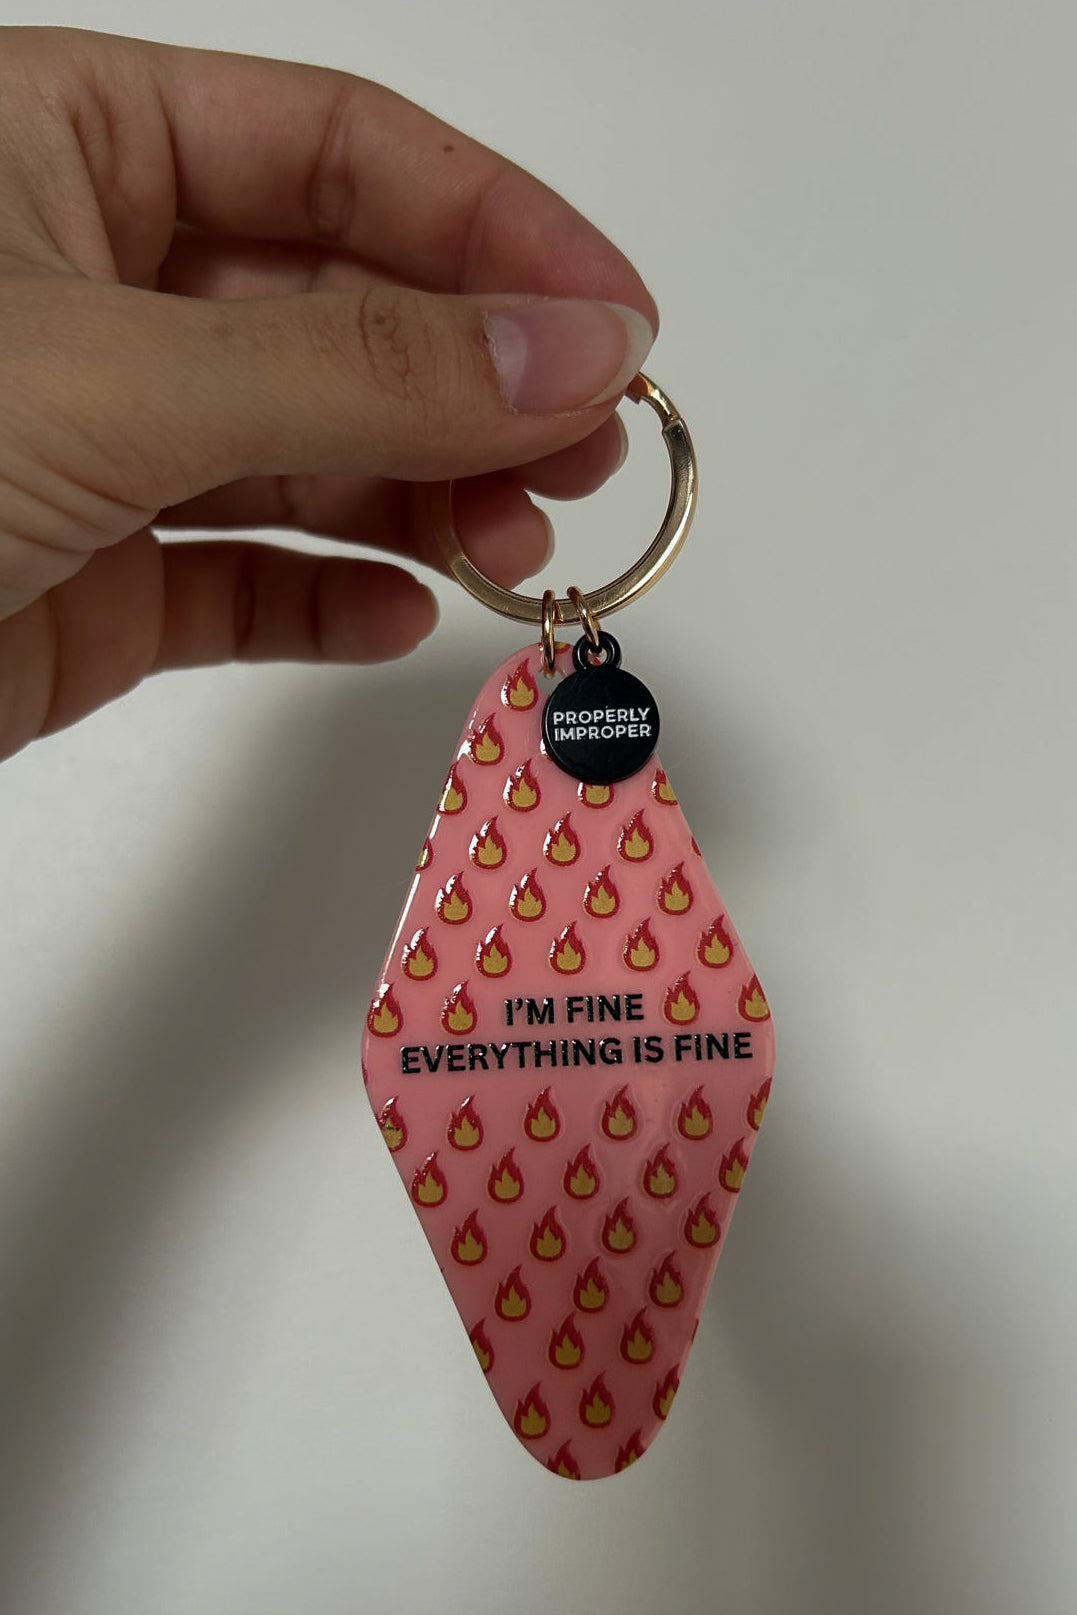 PROPERLY
IMPROPER
I'M FINE
EVERYTHING IS FINE